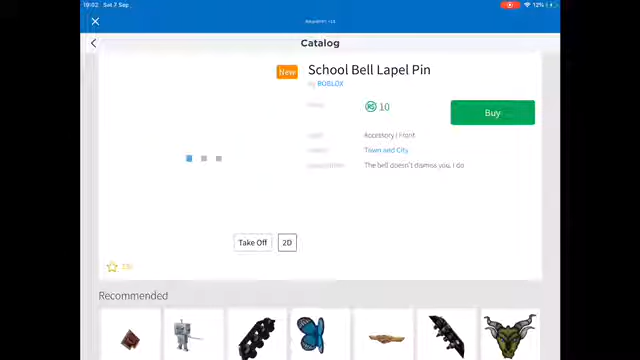 19:02 Sat 7 Sep
12%
Catalog
New
School Bell Lapel Pin
by ROBLOX
10
Buy
Accessory | Front
Town and City
The bell doesn't dismiss you, I do
Take Off
2D
Recommended